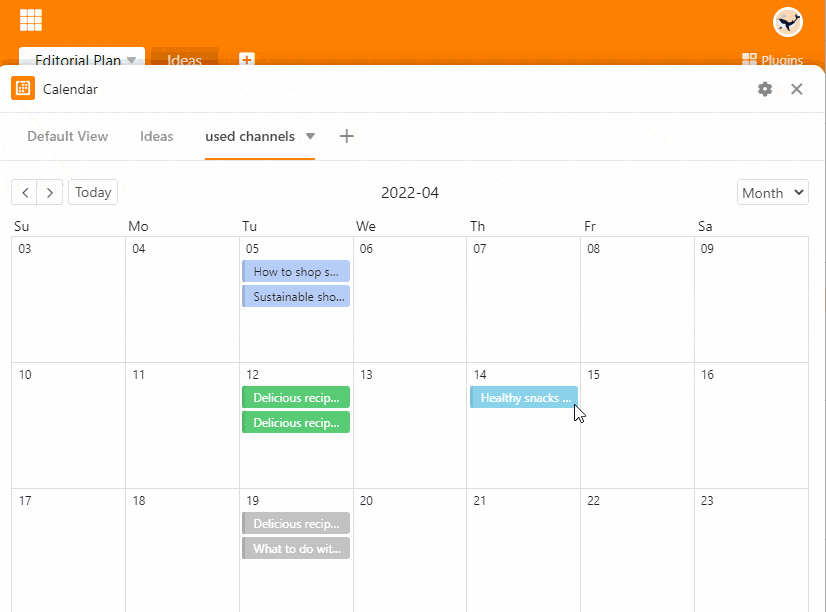 Editorial Plan Ideas Plugins
Calendar
Default View Ideas used channels
Today 2022-04 Month
Su Mo Tu We Th Fr Sa
03 04 05 06 07 08 09
How to shop s...
Sustainable sho...
10 11 12 13 14 15 16
Delicious recip... Healthy snacks ...
Delicious recip...
17 18 19 20 21 22 23
Delicious recip...
What to do wit...